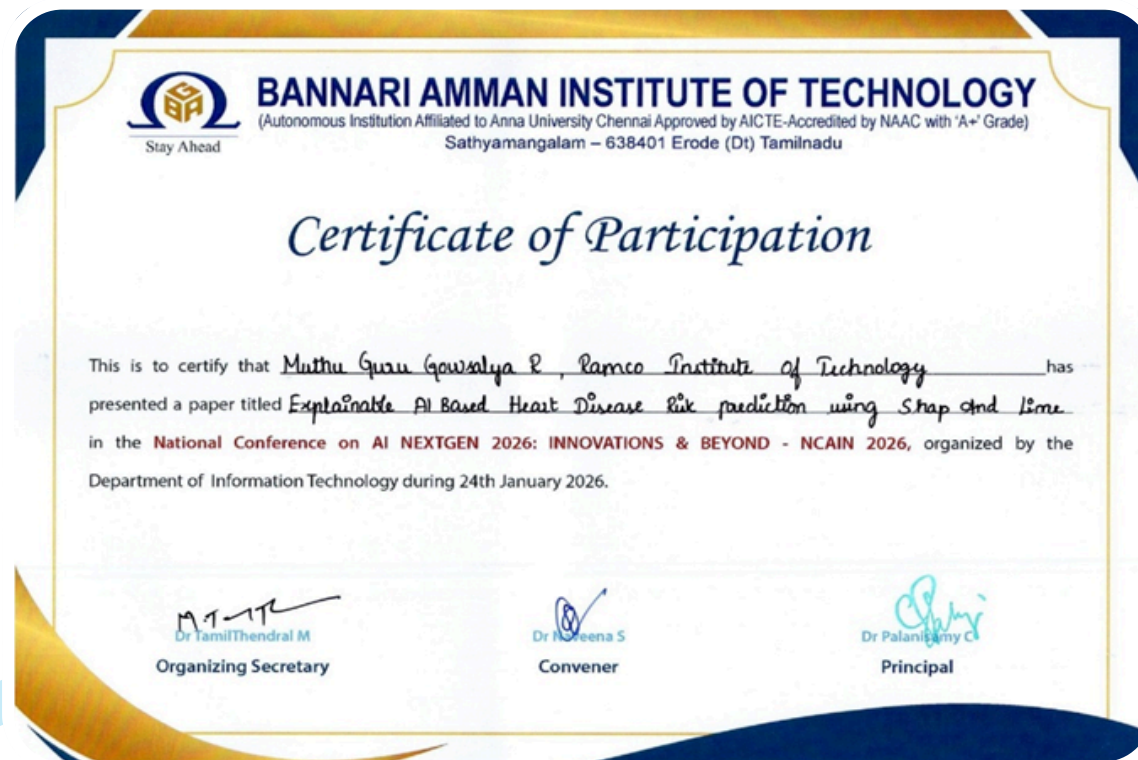 BANNARI AMMAN INSTITUTE OF TECHNOLOGY
(Autonomous Institution Affiliated to Anna University Chennai Approved by AICTE-Accredited by NAAC with 'A+' Grade)
Sathyamangalam – 638401 Erode (Dt) Tamilnadu
Stay Ahead
Certificate of Participation
This is to certify that Muthu Guru Gowsalya R , Ramco Institute Of Technology has
presented a paper titled Explainable AI Based Heart Disease Risk prediction using Shap and Lime
in the National Conference on AI NEXTGEN 2026: INNOVATIONS & BEYOND - NCAIN 2026, organized by the
Department of Information Technology during 24th January 2026.
Dr TamilThendral M
Organizing Secretary
Dr Naveena S
Convener
Dr Palanisamy C
Principal